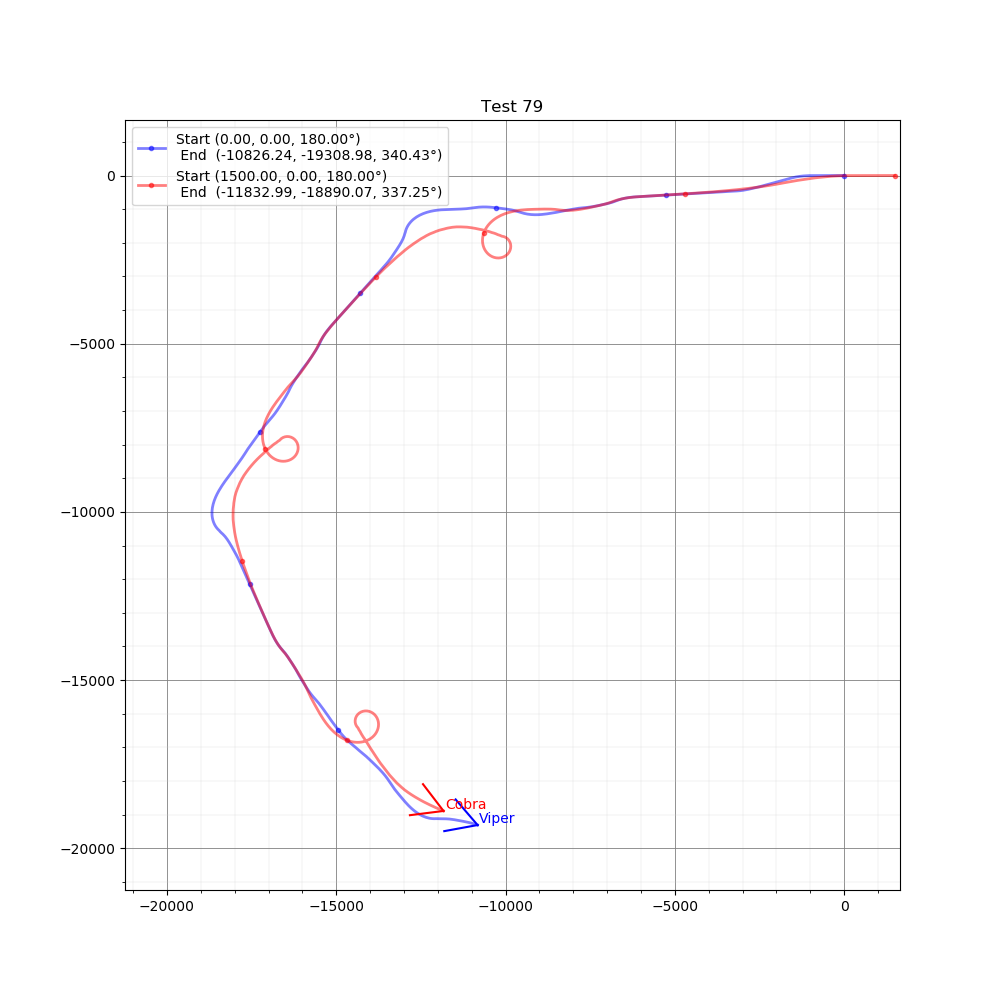 Test 79
Start (0.00, 0.00, 180.00°)
End  (-10826.24, -19308.98, 340.43°)
Start (1500.00, 0.00, 180.00°)
End  (-11832.99, -18890.07, 337.25°)
0
−5000
−10000
−15000
−20000
Cobra
Viper
−20000 −15000 −10000 −5000 0